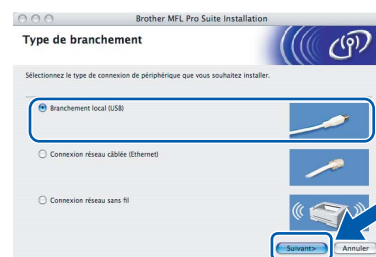 Brother MFL Pro Suite Installation
Type de branchement
Sélectionnez le type de connexion de périphérique que vous souhaitez installer.
Branchement local (USB)
Connexion réseau câblée (Ethernet)
Connexion réseau sans fil
Suivant>
Annuler